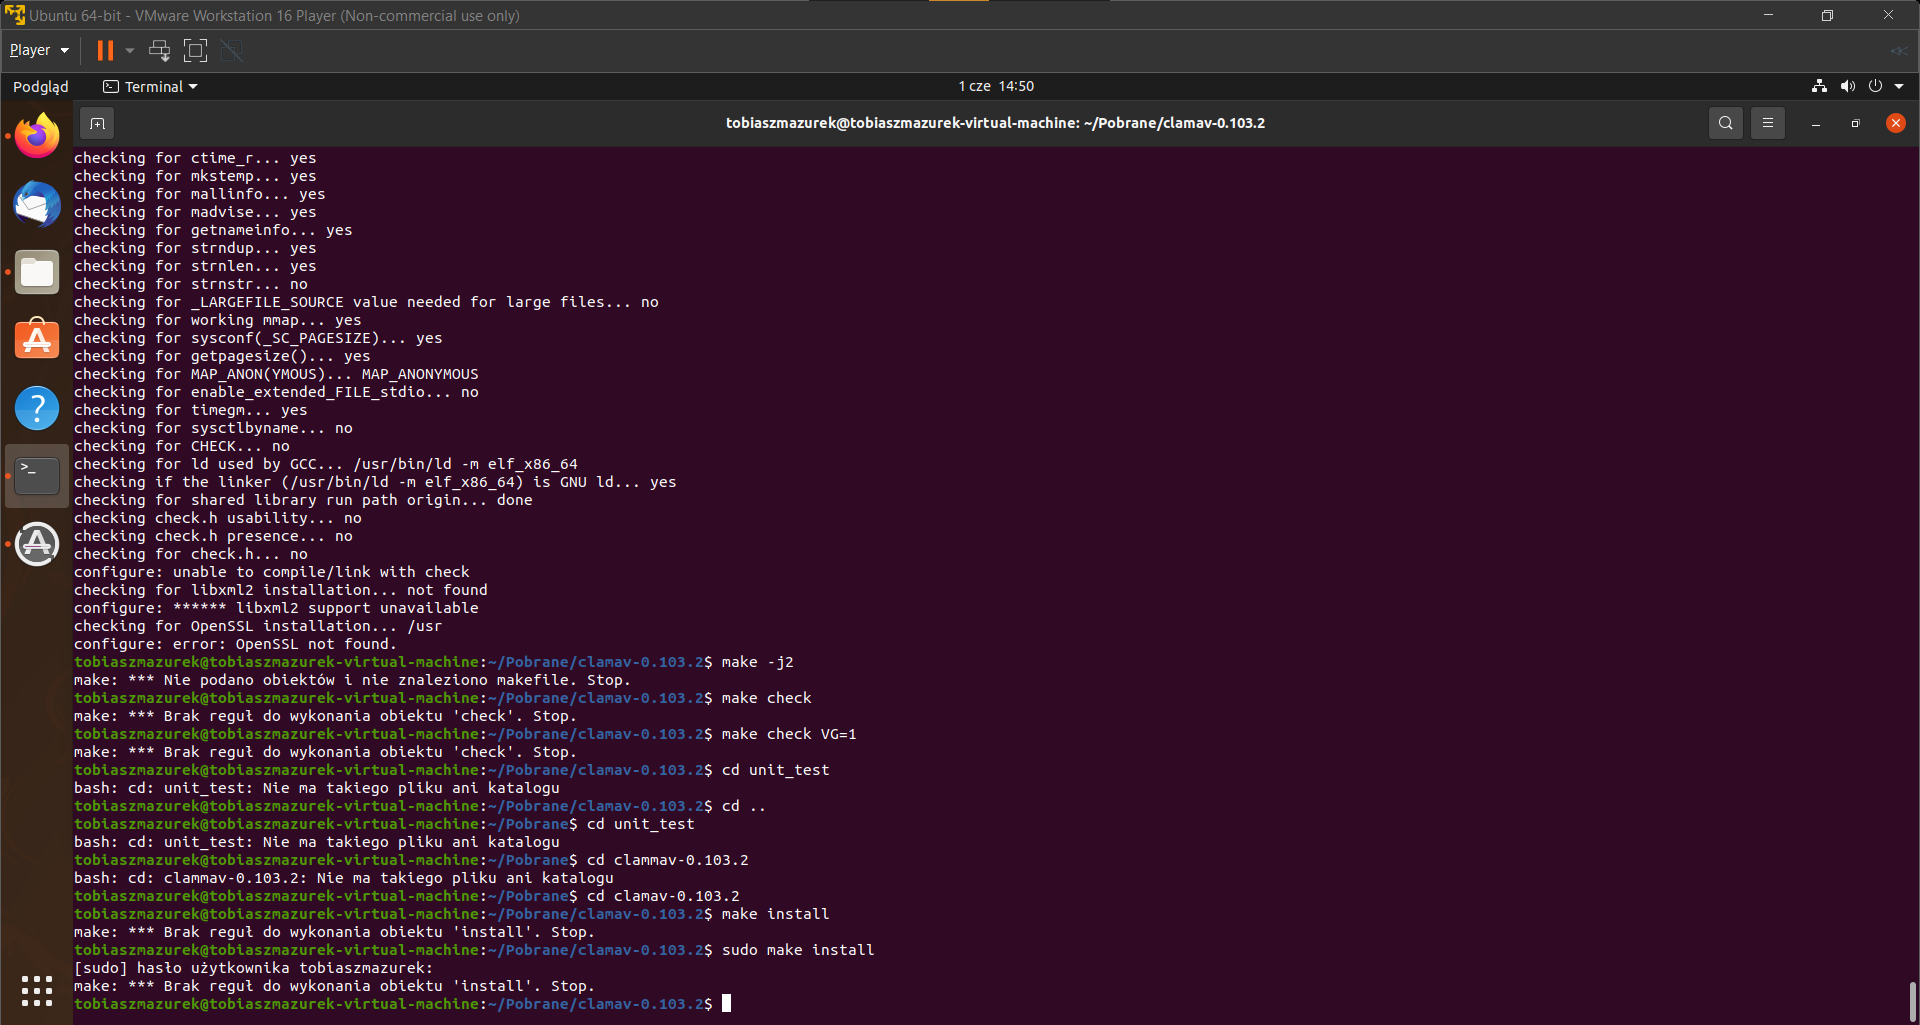 Ubuntu 64-bit - VMware Workstation 16 Player (Non-commercial use only)
Player
Podgląd
Terminal
1 cze 14:50
tobiaszmazurek@tobiaszmazurek-virtual-machine: ~/Pobrane/clamav-0.103.2
checking for ctime_r... yes
checking for mkstemp... yes
checking for mallinfo... yes
checking for madvise... yes
checking for getnameinfo... yes
checking for strndup... yes
checking for strnlen... yes
checking for strnstr... no
checking for _LARGEFILE_SOURCE value needed for large files... no
checking for working mmap... yes
checking for sysconf(_SC_PAGESIZE)... yes
checking for getpagesize()... yes
checking for MAP_ANON(YMOUS)... MAP_ANONYMOUS
checking for enable_extended_FILE_stdio... no
checking for timegm... yes
checking for sysctlbyname... no
checking for CHECK... no
checking for ld used by GCC... /usr/bin/ld -m elf_x86_64
checking if the linker (/usr/bin/ld -m elf_x86_64) is GNU ld... yes
checking for shared library run path origin... done
checking check.h usability... no
checking check.h presence... no
checking for check.h... no
configure: unable to compile/link with check
checking for libxml2 installation... not found
configure: ****** libxml2 support unavailable
checking for OpenSSL installation... /usr
configure: error: OpenSSL not found.
tobiaszmazurek@tobiaszmazurek-virtual-machine:~/Pobrane/clamav-0.103.2$ make -j2
make: *** Nie podano obiektów i nie znaleziono makefile. Stop.
tobiaszmazurek@tobiaszmazurek-virtual-machine:~/Pobrane/clamav-0.103.2$ make check
make: *** Brak reguł do wykonania obiektu 'check'. Stop.
tobiaszmazurek@tobiaszmazurek-virtual-machine:~/Pobrane/clamav-0.103.2$ make check VG=1
make: *** Brak reguł do wykonania obiektu 'check'. Stop.
tobiaszmazurek@tobiaszmazurek-virtual-machine:~/Pobrane/clamav-0.103.2$ cd unit_test
bash: cd: unit_test: Nie ma takiego pliku ani katalogu
tobiaszmazurek@tobiaszmazurek-virtual-machine:~/Pobrane/clamav-0.103.2$ cd ..
tobiaszmazurek@tobiaszmazurek-virtual-machine:~/Pobrane$ cd unit_test
bash: cd: unit_test: Nie ma takiego pliku ani katalogu
tobiaszmazurek@tobiaszmazurek-virtual-machine:~/Pobrane$ cd clammav-0.103.2
bash: cd: clammav-0.103.2: Nie ma takiego pliku ani katalogu
tobiaszmazurek@tobiaszmazurek-virtual-machine:~/Pobrane$ cd clamav-0.103.2
tobiaszmazurek@tobiaszmazurek-virtual-machine:~/Pobrane/clamav-0.103.2$ make install
make: *** Brak reguł do wykonania obiektu 'install'. Stop.
tobiaszmazurek@tobiaszmazurek-virtual-machine:~/Pobrane/clamav-0.103.2$ sudo make install
[sudo] hasło użytkownika tobiaszmazurek:
make: *** Brak reguł do wykonania obiektu 'install'. Stop.
tobiaszmazurek@tobiaszmazurek-virtual-machine:~/Pobrane/clamav-0.103.2$